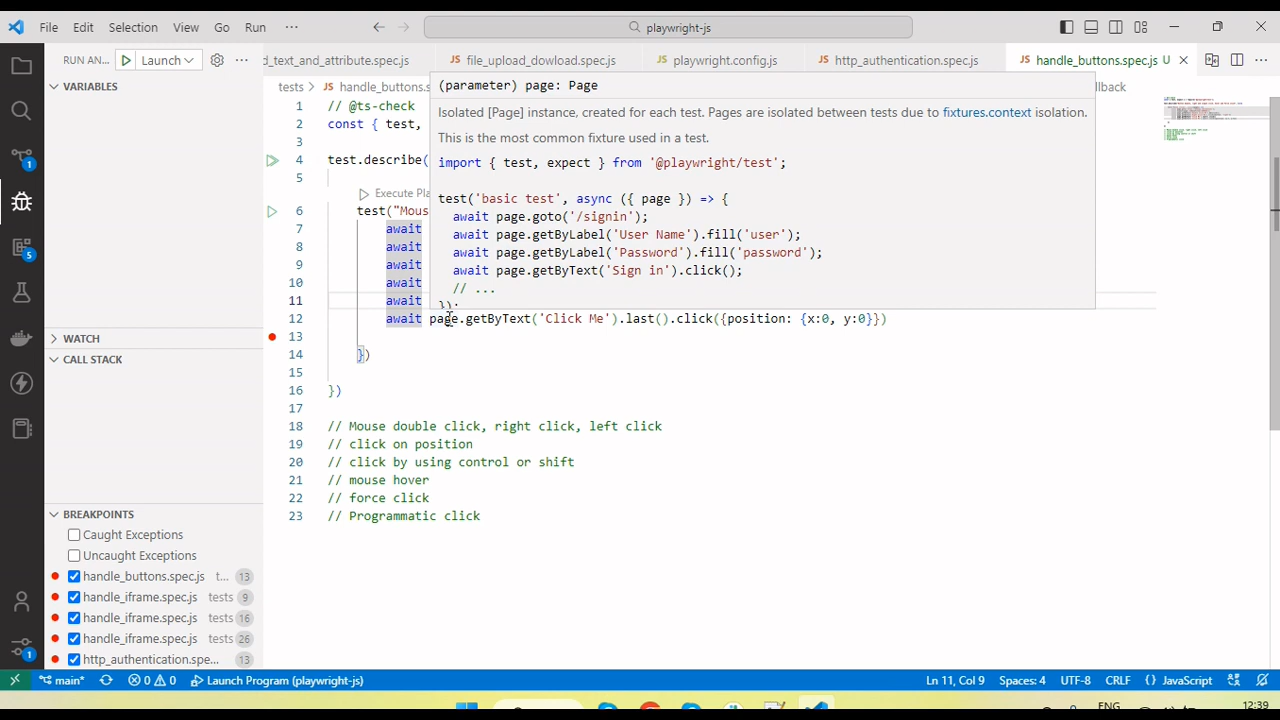 File Edit Selection View Go Run ··· playwright-js
RUN AN... Launch ··· d_text_and_attribute.spec.js file_upload_dowload.spec.js playwright.config.js http_authentication.spec.js handle_buttons.spec.js U
VARIABLES
tests > JS handle_buttons.s
lback
(parameter) page: Page
Isolated Page instance, created for each test. Pages are isolated between tests due to fixtures.context isolation.
This is the most common fixture used in a test.
import { test, expect } from '@playwright/test';
test('basic test', async ({ page }) => {
await page.goto('/signin');
await page.getByLabel('User Name').fill('user');
await page.getByLabel('Password').fill('password');
await page.getByText('Sign in').click();
// ...
});
1 // @ts-check
2 const { test,
3
4 test.describe(
5
Execute Pla
6 test("Mous
7 await
8 await
9 await
10 await
11 await
12 await page.getByText('Click Me').last().click({position: {x:0, y:0}})
13
14 })
15
16 })
17
18 // Mouse double click, right click, left click
19 // click on position
20 // click by using control or shift
21 // mouse hover
22 // force click
23 // Programmatic click
WATCH
CALL STACK
BREAKPOINTS
Caught Exceptions
Uncaught Exceptions
handle_buttons.spec.js t... 13
handle_iframe.spec.js tests 9
handle_iframe.spec.js tests 16
handle_iframe.spec.js tests 26
http_authentication.spe... 13
1
5
1
main* 0 0 Launch Program (playwright-js) Ln 11, Col 9 Spaces: 4 UTF-8 CRLF {} JavaScript
ENG 12:39